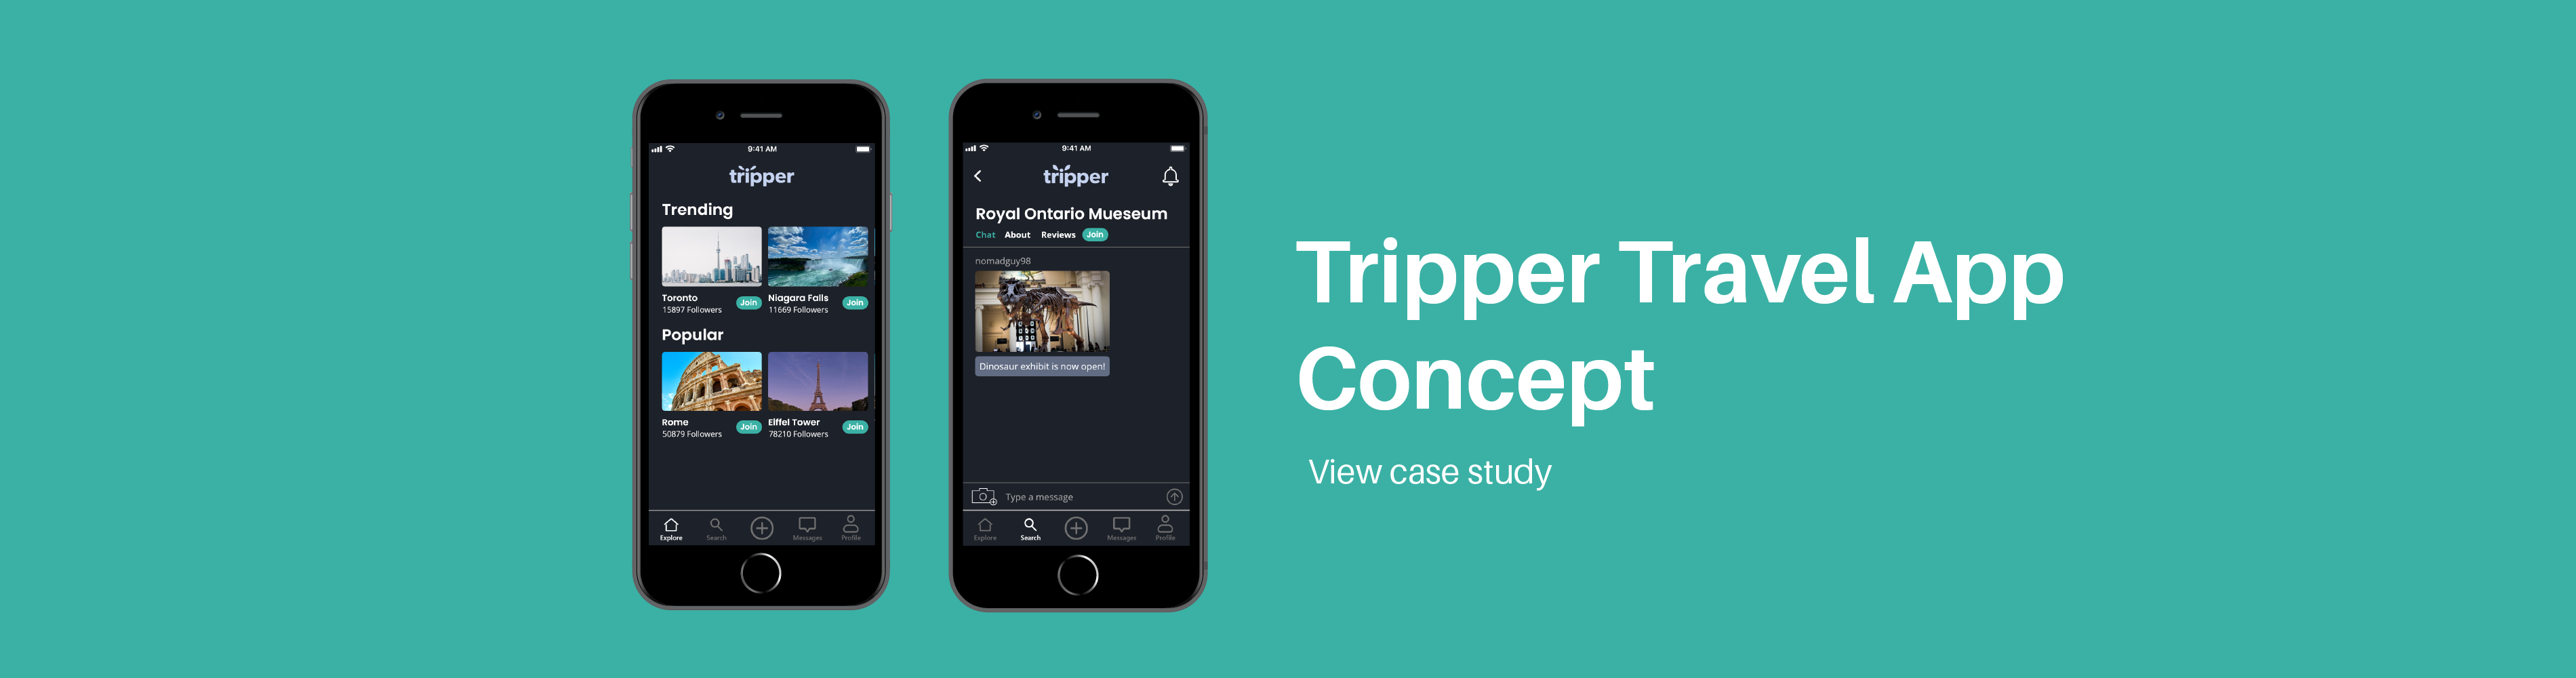 9:41 AM
tripper
Trending
Toronto
15897 Followers
Join
Niagara Falls
11669 Followers
Join
Popular
Rome
50879 Followers
Join
Eiffel Tower
78210 Followers
Join
Explore
Search
Messages
Profile
9:41 AM
tripper
Royal Ontario Mueseum
Chat About Reviews Join
nomadguy98
Dinosaur exhibit is now open!
Type a message
Explore
Search
Messages
Profile
Tripper Travel App
Concept
View case study